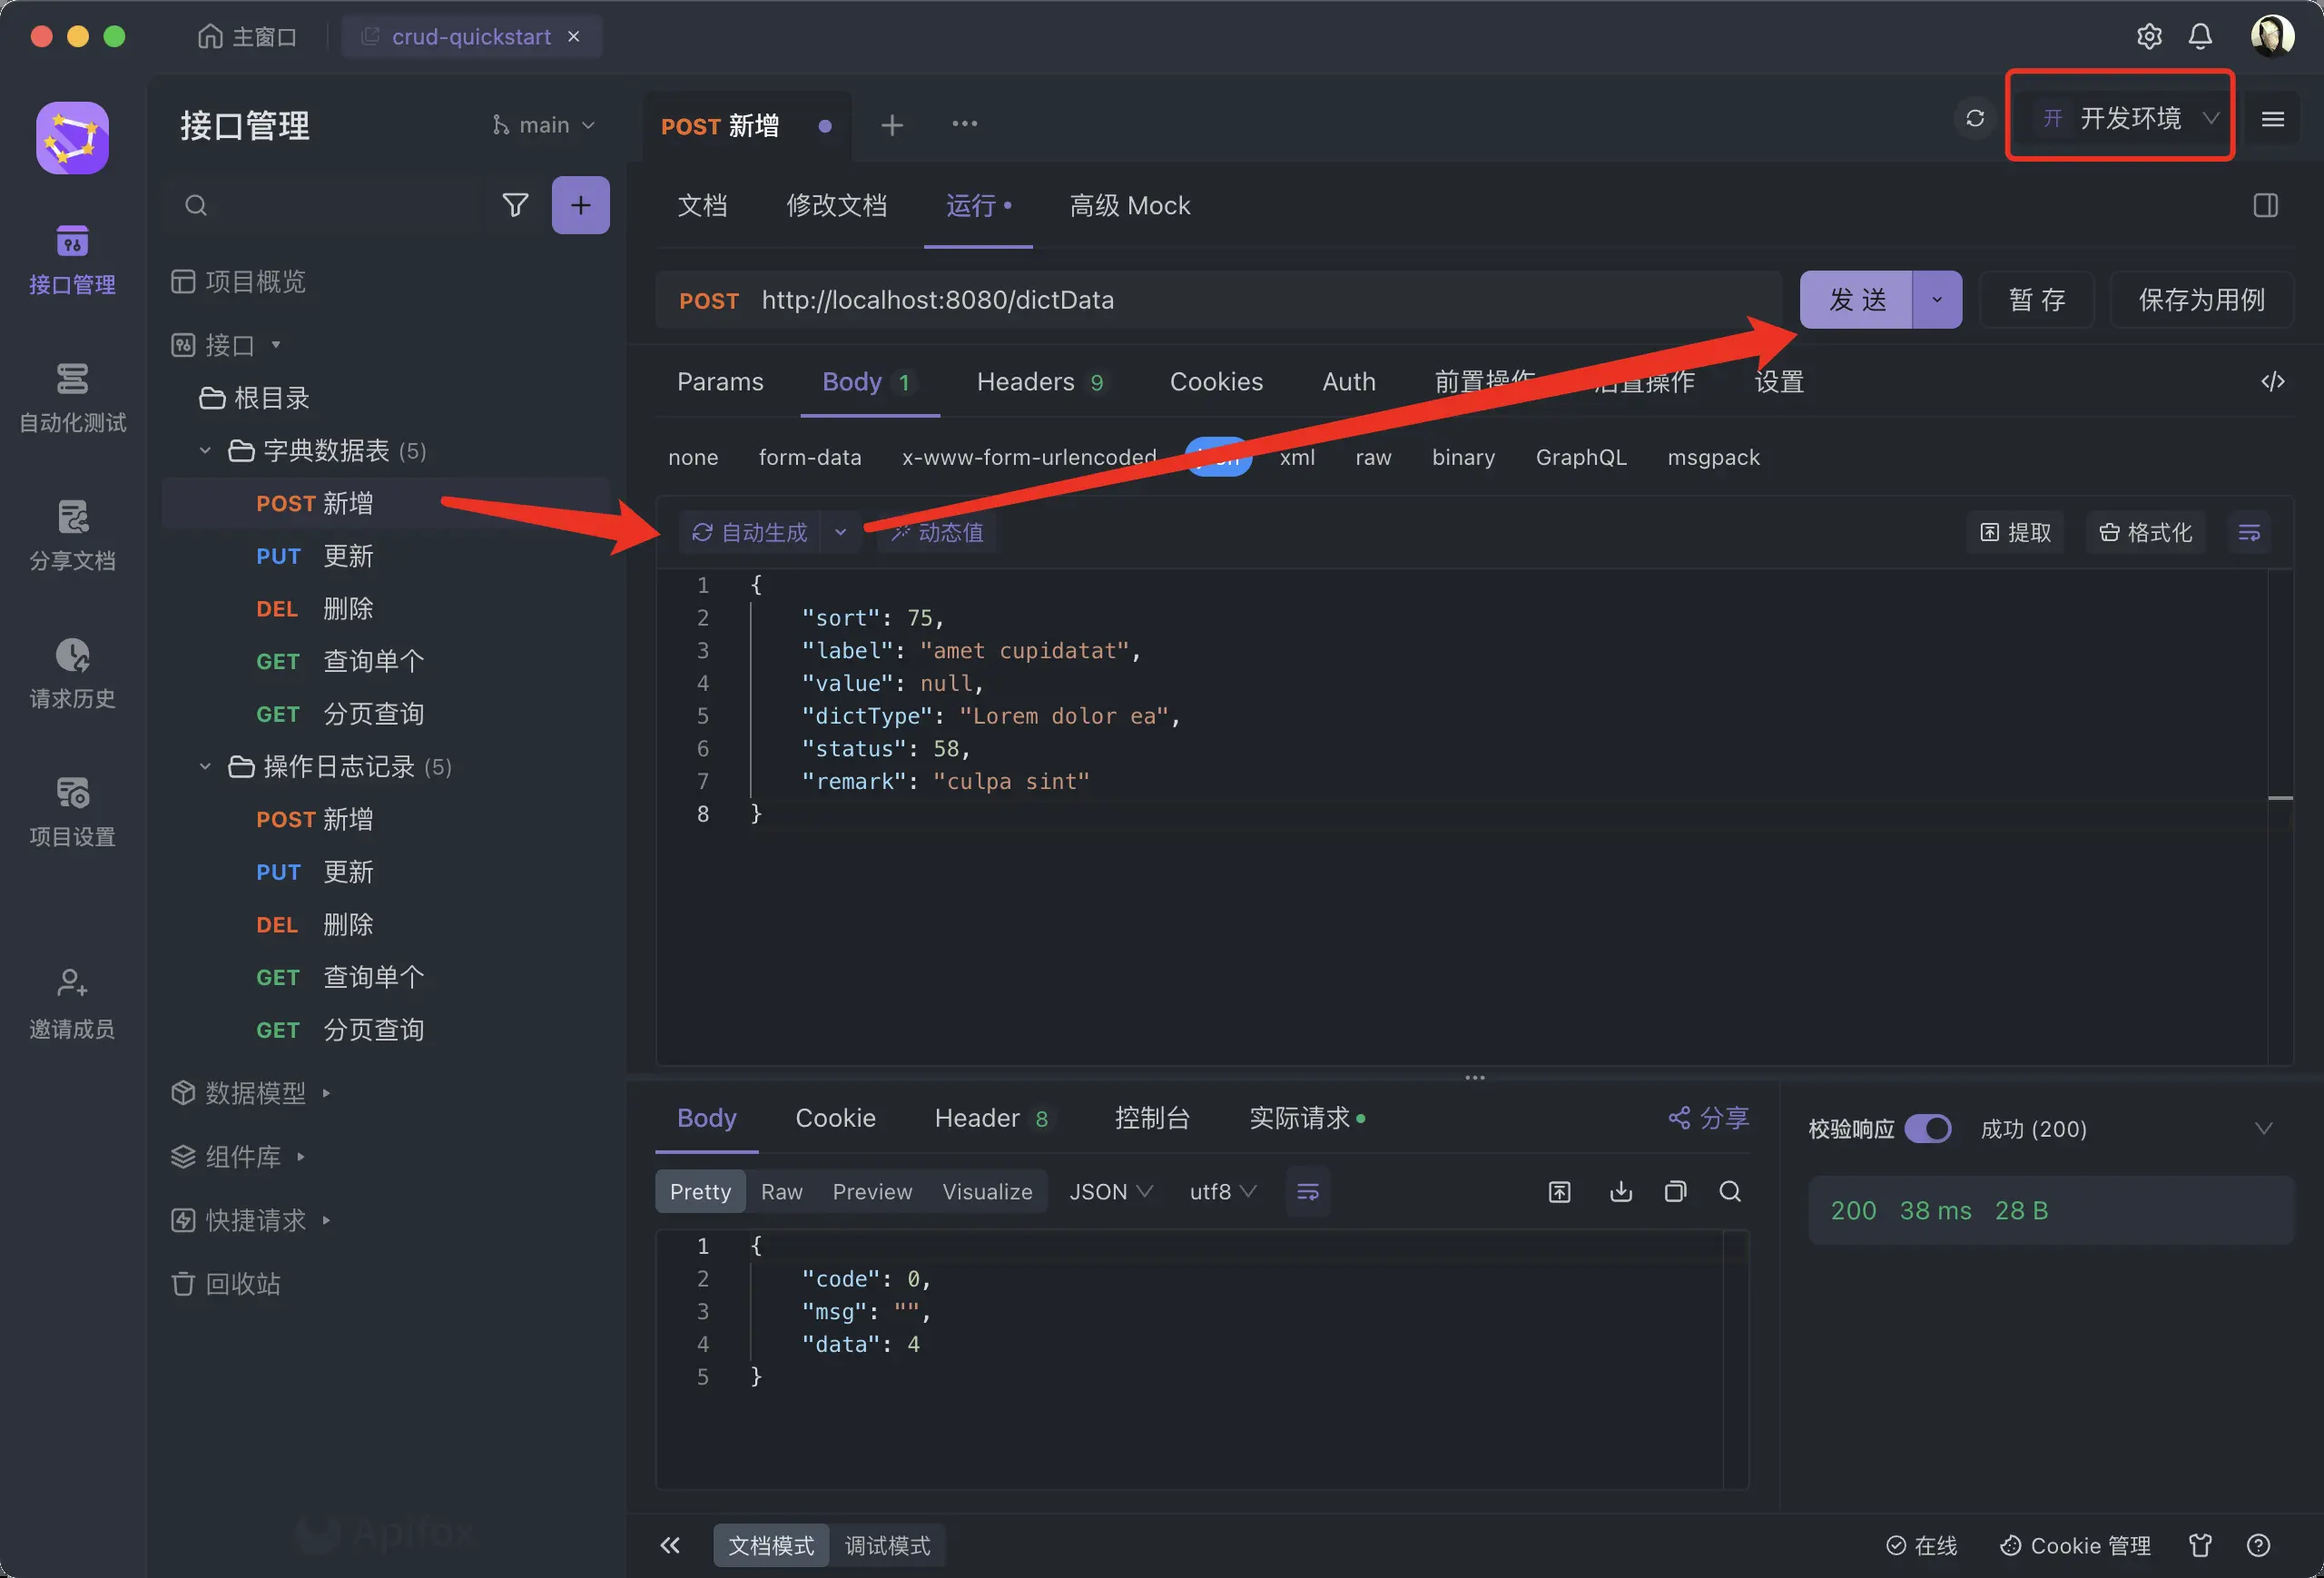 主窗口
crud-quickstart
接口管理
main
POST 新增
开 开发环境
接口管理
自动化测试
分享文档
请求历史
项目设置
邀请成员
项目概览
接口
根目录
字典数据表 (5)
POST 新增
PUT 更新
DEL 删除
GET 查询单个
GET 分页查询
操作日志记录 (5)
POST 新增
PUT 更新
DEL 删除
GET 查询单个
GET 分页查询
数据模型
组件库
快捷请求
回收站
Apifox
文档 修改文档 运行 高级 Mock
POST http://localhost:8080/dictData
发 送 暂 存 保存为用例
Params Body 1 Headers 9 Cookies Auth 前置操作 后置操作 设置
none form-data x-www-form-urlencoded json xml raw binary GraphQL msgpack
自动生成 动态值 提取 格式化
1 {
2 "sort": 75,
3 "label": "amet cupidatat",
4 "value": null,
5 "dictType": "Lorem dolor ea",
6 "status": 58,
7 "remark": "culpa sint"
8 }
Body Cookie Header 8 控制台 实际请求 分享
Pretty Raw Preview Visualize JSON utf8
1 {
2 "code": 0,
3 "msg": "",
4 "data": 4
5 }
校验响应 成功 (200)
200 38 ms 28 B
文档模式 调试模式
在线 Cookie 管理